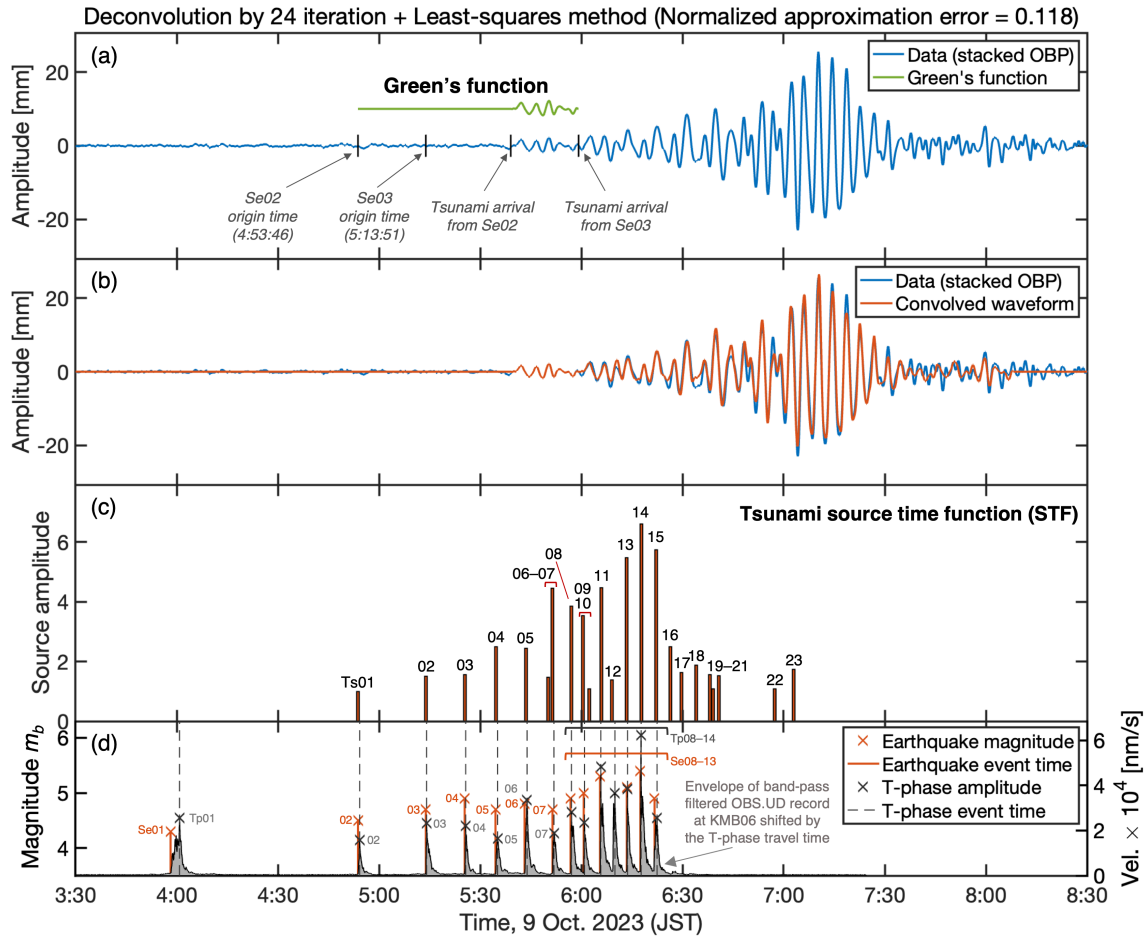 Deconvolution by 24 iteration + Least-squares method (Normalized approximation error = 0.118)
(a)
Data (stacked OBP)
Green's function
Green's function
Amplitude [mm]
20
0
-20
Se02
origin time
(4:53:46)
Se03
origin time
(5:13:51)
Tsunami arrival
from Se02
Tsunami arrival
from Se03
(b)
Data (stacked OBP)
Convolved waveform
Amplitude [mm]
20
0
-20
(c)
Tsunami source time function (STF)
Source amplitude
6
4
2
0
Ts01
02
03
04
05
06–07
08
09
10
11
12
13
14
15
16
17
18
19–21
22
23
(d)
Earthquake magnitude
Earthquake event time
T-phase amplitude
T-phase event time
Magnitude mb
6
5
4
Vel. × 10⁴ [nm/s]
6
4
2
0
Tp08–14
Se08–13
Se01
Tp01
02
02
03
03
04
04
05
05
06
06
07
07
Envelope of band-pass
filtered OBS.UD record
at KMB06 shifted by
the T-phase travel time
3:30
4:00
4:30
5:00
5:30
6:00
6:30
7:00
7:30
8:00
8:30
Time, 9 Oct. 2023 (JST)